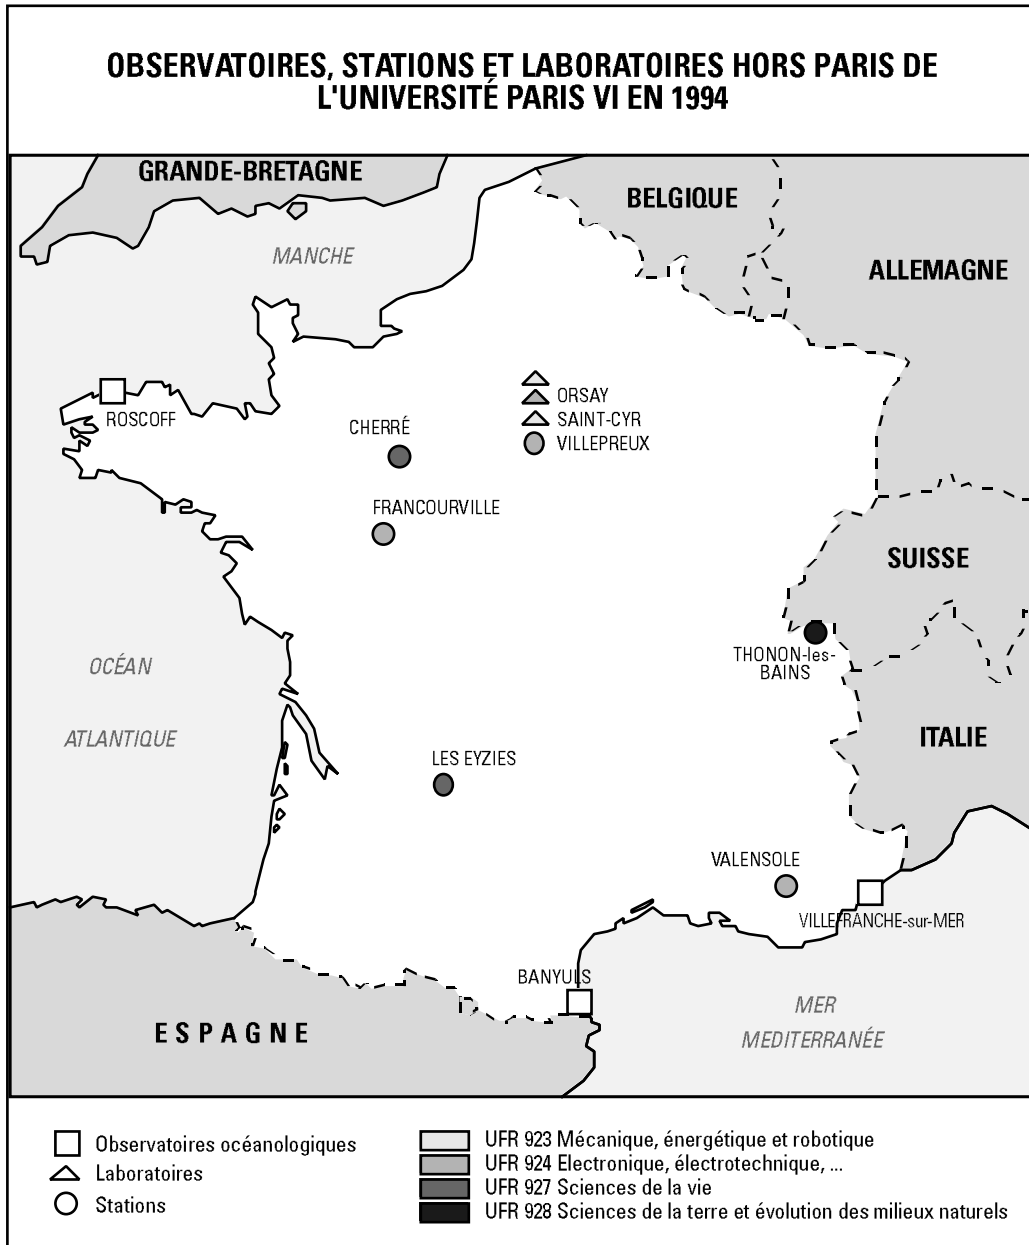 OBSERVATOIRES, STATIONS ET LABORATOIRES HORS PARIS DE
L'UNIVERSITÉ PARIS VI EN 1994
GRANDE-BRETAGNE
BELGIQUE
MANCHE
ALLEMAGNE
ORSAY
ROSCOFF
SAINT-CYR
CHERRÉ
VILLEPREUX
FRANCOURVILLE
SUISSE
THONON-les-
BAINS
OCÉAN
ATLANTIQUE
ITALIE
LES EYZIES
VALENSOLE
VILLEFRANCHE-sur-MER
BANYULS
MER
MEDITERRANÉE
ESPAGNE
Observatoires océanologiques
Laboratoires
Stations
UFR 923 Mécanique, énergétique et robotique
UFR 924 Electronique, électrotechnique, ...
UFR 927 Sciences de la vie
UFR 928 Sciences de la terre et évolution des milieux naturels